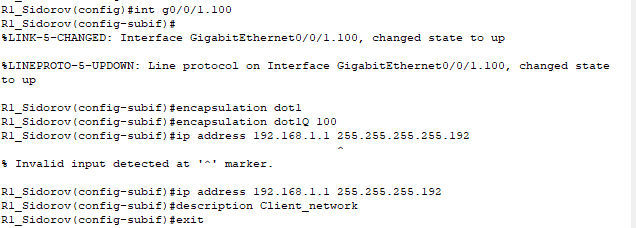 R1_Sidorov(config)#int g0/0/1.100
R1_Sidorov(config-subif)#
%LINK-5-CHANGED: Interface GigabitEthernet0/0/1.100, changed state to up
%LINEPROTO-5-UPDOWN: Line protocol on Interface GigabitEthernet0/0/1.100, changed state
to up
R1_Sidorov(config-subif)#encapsulation dot1
R1_Sidorov(config-subif)#encapsulation dot1Q 100
R1_Sidorov(config-subif)#ip address 192.168.1.1 255.255.255.255.192
^
% Invalid input detected at '^' marker.
R1_Sidorov(config-subif)#ip address 192.168.1.1 255.255.255.192
R1_Sidorov(config-subif)#description Client_network
R1_Sidorov(config-subif)#exit